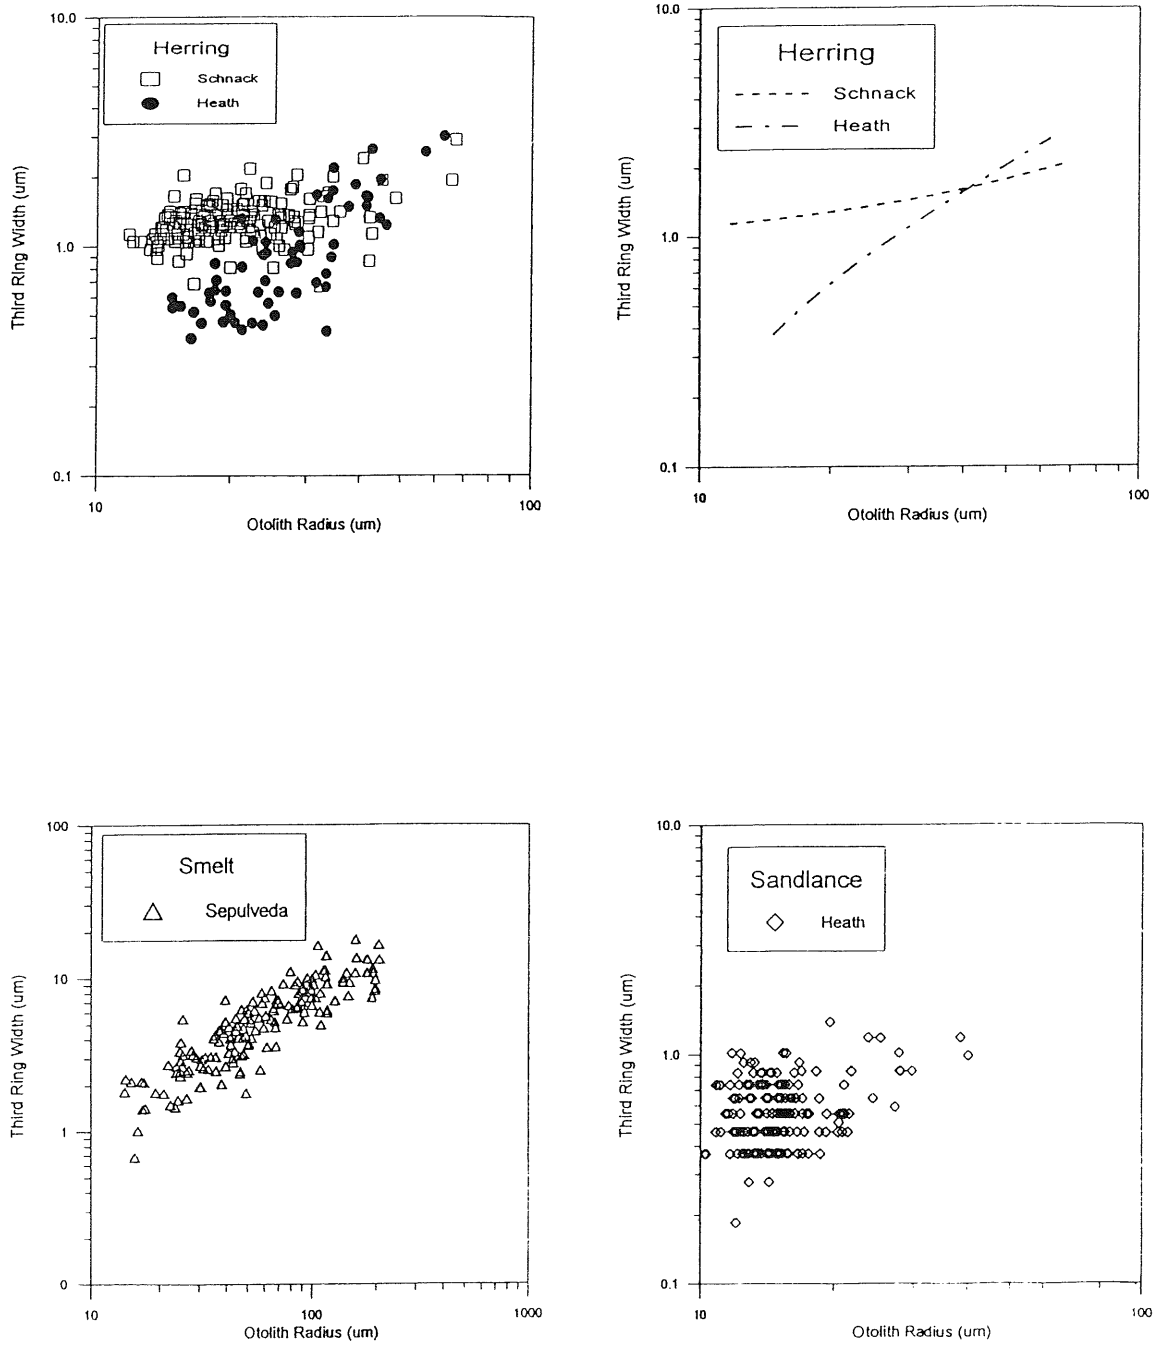 10.0
Herring
Schnack
Heath
1.0
0.1
10
100
Third Ring Width (um)
Otolith Radius (um)
10.0
Herring
Schnack
Heath
1.0
0.1
10
100
Third Ring Width (um)
Otolith Radius (um)
100
Smelt
Sepulveda
10
1
0
10
100
1000
Third Ring Width (um)
Otolith Radius (um)
10.0
Sandlance
Heath
1.0
0.1
10
100
Third Ring Width (um)
Otolith Radius (um)